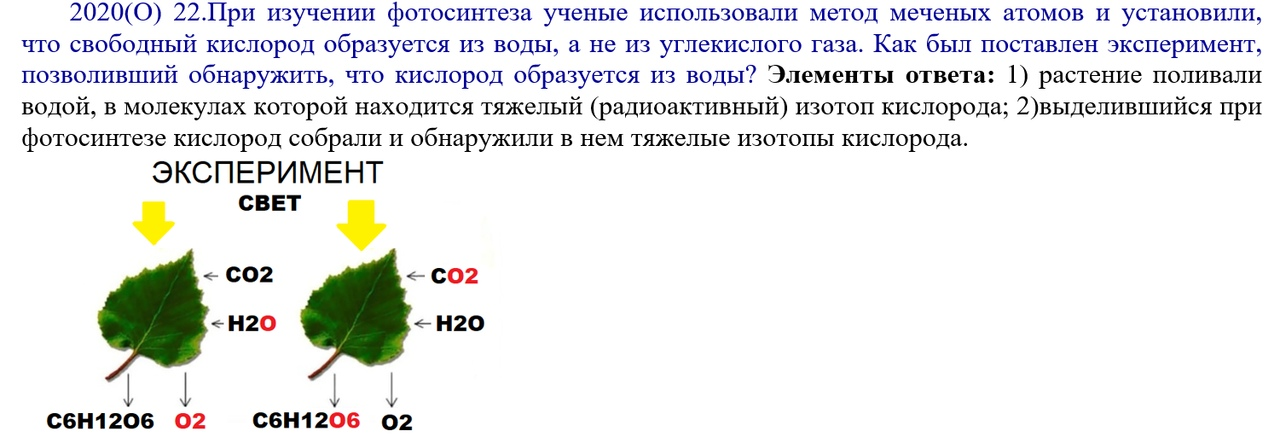 2020(О) 22.При изучении фотосинтеза ученые использовали метод меченых атомов и установили,
что свободный кислород образуется из воды, а не из углекислого газа. Как был поставлен эксперимент,
позволивший обнаружить, что кислород образуется из воды? Элементы ответа: 1) растение поливали
водой, в молекулах которой находится тяжелый (радиоактивный) изотоп кислорода; 2)выделившийся при
фотосинтезе кислород собрали и обнаружили в нем тяжелые изотопы кислорода.
ЭКСПЕРИМЕНТ
СВЕТ
CO2 CO2
H2O H2O
C6H12O6 O2 C6H12O6 O2